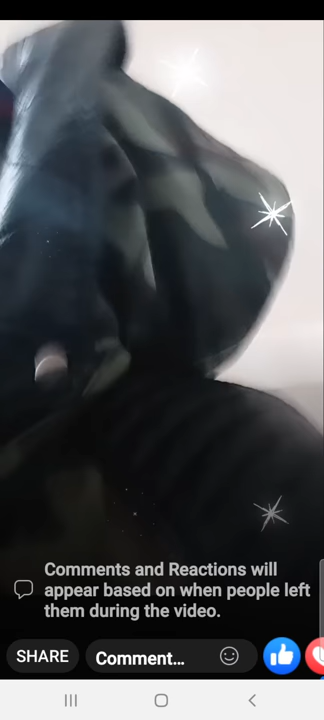 Comments and Reactions will
appear based on when people left
them during the video.
SHARE Comment...